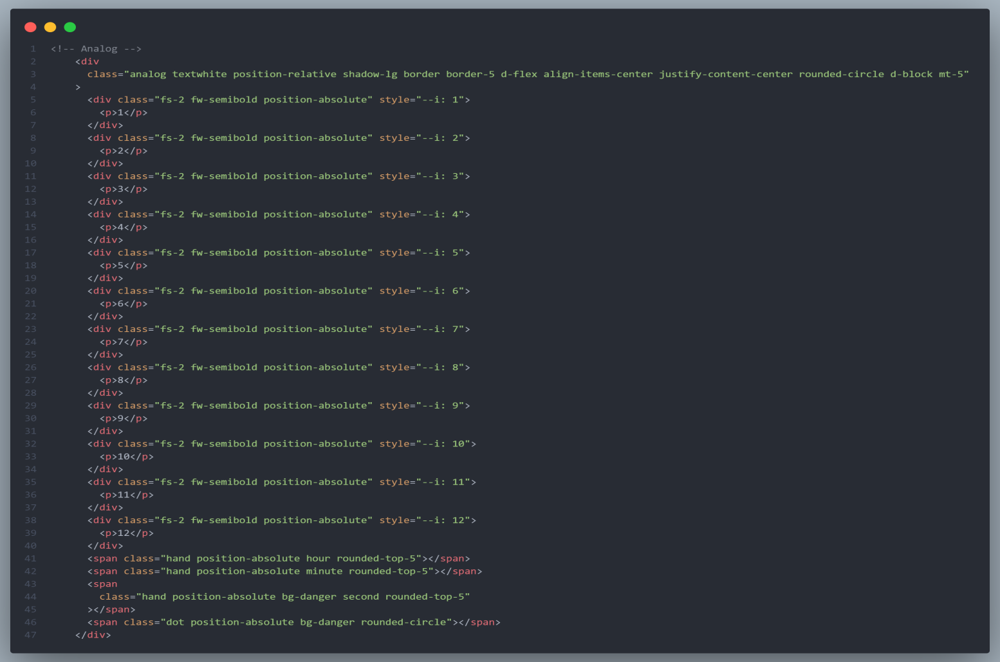 1 <!-- Analog -->
2 <div
3 class="analog textwhite position-relative shadow-lg border border-5 d-flex align-items-center justify-content-center rounded-circle d-block mt-5"
4 >
5 <div class="fs-2 fw-semibold position-absolute" style="--i: 1">
6 <p>1</p>
7 </div>
8 <div class="fs-2 fw-semibold position-absolute" style="--i: 2">
9 <p>2</p>
10 </div>
11 <div class="fs-2 fw-semibold position-absolute" style="--i: 3">
12 <p>3</p>
13 </div>
14 <div class="fs-2 fw-semibold position-absolute" style="--i: 4">
15 <p>4</p>
16 </div>
17 <div class="fs-2 fw-semibold position-absolute" style="--i: 5">
18 <p>5</p>
19 </div>
20 <div class="fs-2 fw-semibold position-absolute" style="--i: 6">
21 <p>6</p>
22 </div>
23 <div class="fs-2 fw-semibold position-absolute" style="--i: 7">
24 <p>7</p>
25 </div>
26 <div class="fs-2 fw-semibold position-absolute" style="--i: 8">
27 <p>8</p>
28 </div>
29 <div class="fs-2 fw-semibold position-absolute" style="--i: 9">
30 <p>9</p>
31 </div>
32 <div class="fs-2 fw-semibold position-absolute" style="--i: 10">
33 <p>10</p>
34 </div>
35 <div class="fs-2 fw-semibold position-absolute" style="--i: 11">
36 <p>11</p>
37 </div>
38 <div class="fs-2 fw-semibold position-absolute" style="--i: 12">
39 <p>12</p>
40 </div>
41 <span class="hand position-absolute hour rounded-top-5"></span>
42 <span class="hand position-absolute minute rounded-top-5"></span>
43 <span
44 class="hand position-absolute bg-danger second rounded-top-5"
45 ></span>
46 <span class="dot position-absolute bg-danger rounded-circle"></span>
47 </div>